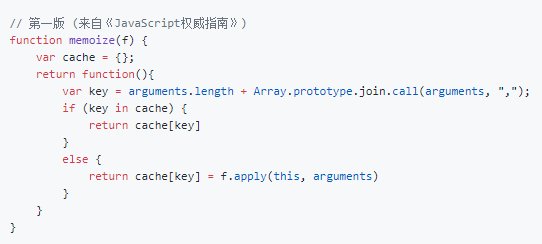 // 第一版 (来自《JavaScript权威指南》)
function memoize(f) {
    var cache = {};
    return function(){
        var key = arguments.length + Array.prototype.join.call(arguments, ",");
        if (key in cache) {
            return cache[key]
        }
        else {
            return cache[key] = f.apply(this, arguments)
        }
    }
}